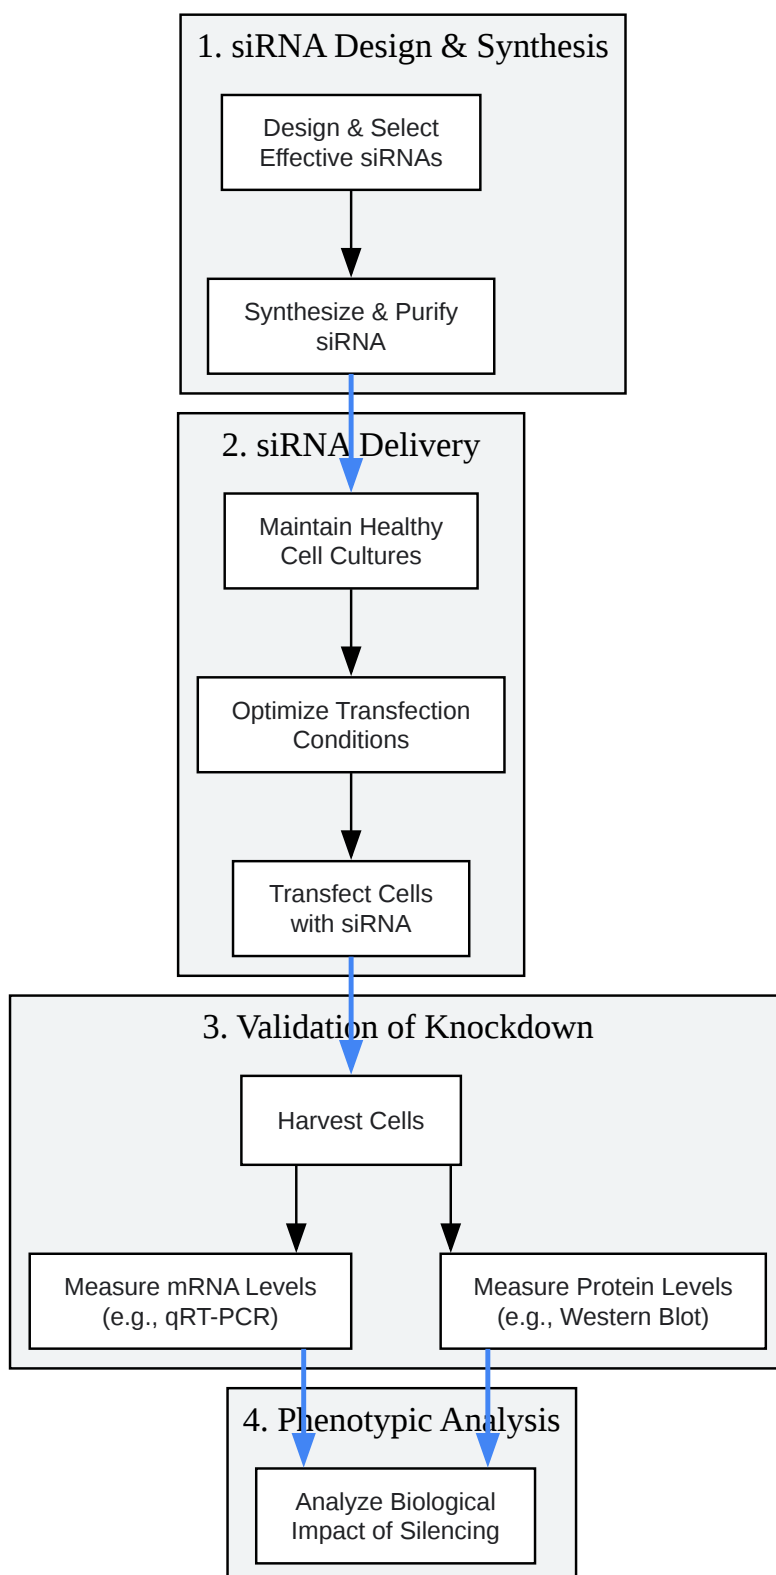 1. siRNA Design & Synthesis
Design & Select
Effective siRNAs
Synthesize & Purify
siRNA
2. siRNA Delivery
Maintain Healthy
Cell Cultures
Optimize Transfection
Conditions
Transfect Cells
with siRNA
3. Validation of Knockdown
Harvest Cells
Measure mRNA Levels
(e.g., qRT-PCR)
Measure Protein Levels
(e.g., Western Blot)
4. Phenotypic Analysis
Analyze Biological
Impact of Silencing